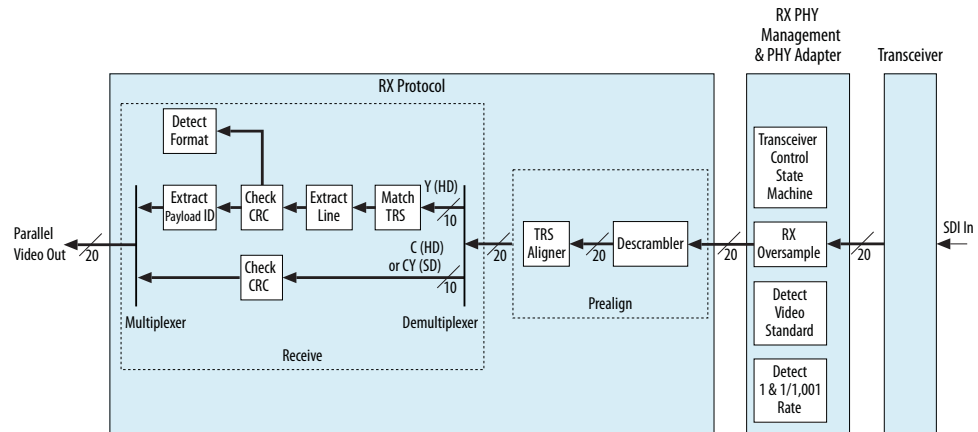 RX PHY
Management
& PHY Adapter
Transceiver
RX Protocol
Detect
Format
Transceiver
Control
State
Machine
Extract
Payload ID
Check
CRC
Extract
Line
Match
TRS
Y (HD)
10
Parallel
Video Out
20
Check
CRC
C (HD)
or CY (SD)
10
20
TRS
Aligner
20
Descrambler
20
RX
Oversample
20
SDI In
Multiplexer
Demultiplexer
Prealign
Detect
Video
Standard
Receive
Detect
1 & 1/1,001
Rate